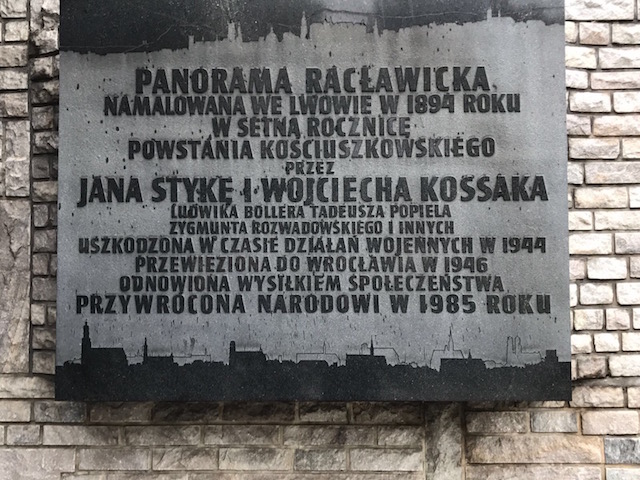 PANORAMA RACŁAWICKA
NAMALOWANA WE LWOWIE W 1894 ROKU
W SETNĄ ROCZNICĘ
POWSTANIA KOŚCIUSZKOWSKIEGO
PRZEZ
JANA STYKĘ I WOJCIECHA KOSSAKA
LUDWIKA BOLLERA TADEUSZA POPIELA
ZYGMUNTA ROZWADOWSKIEGO I INNYCH
USZKODZONA W CZASIE DZIAŁAŃ WOJENNYCH W 1944
PRZEWIEZIONA DO WROCŁAWIA W 1946
ODNOWIONA WYSIŁKIEM SPOŁECZEŃSTWA
PRZYWRÓCONA NARODOWI W 1985 ROKU